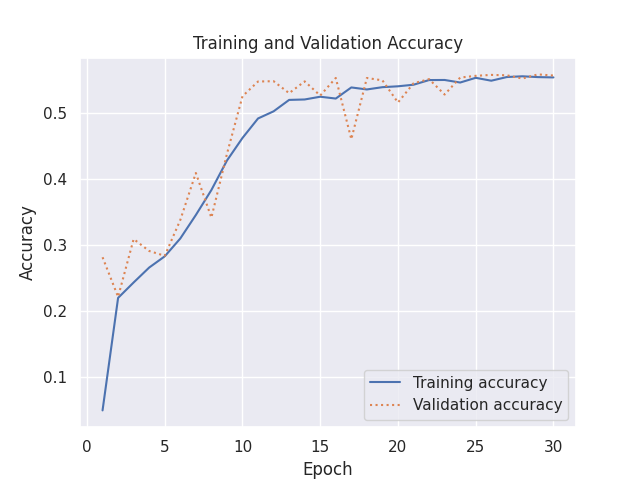 Training and Validation Accuracy
Accuracy
0.5
0.4
0.3
0.2
0.1
0 5 10 15 20 25 30
Epoch
Training accuracy
Validation accuracy